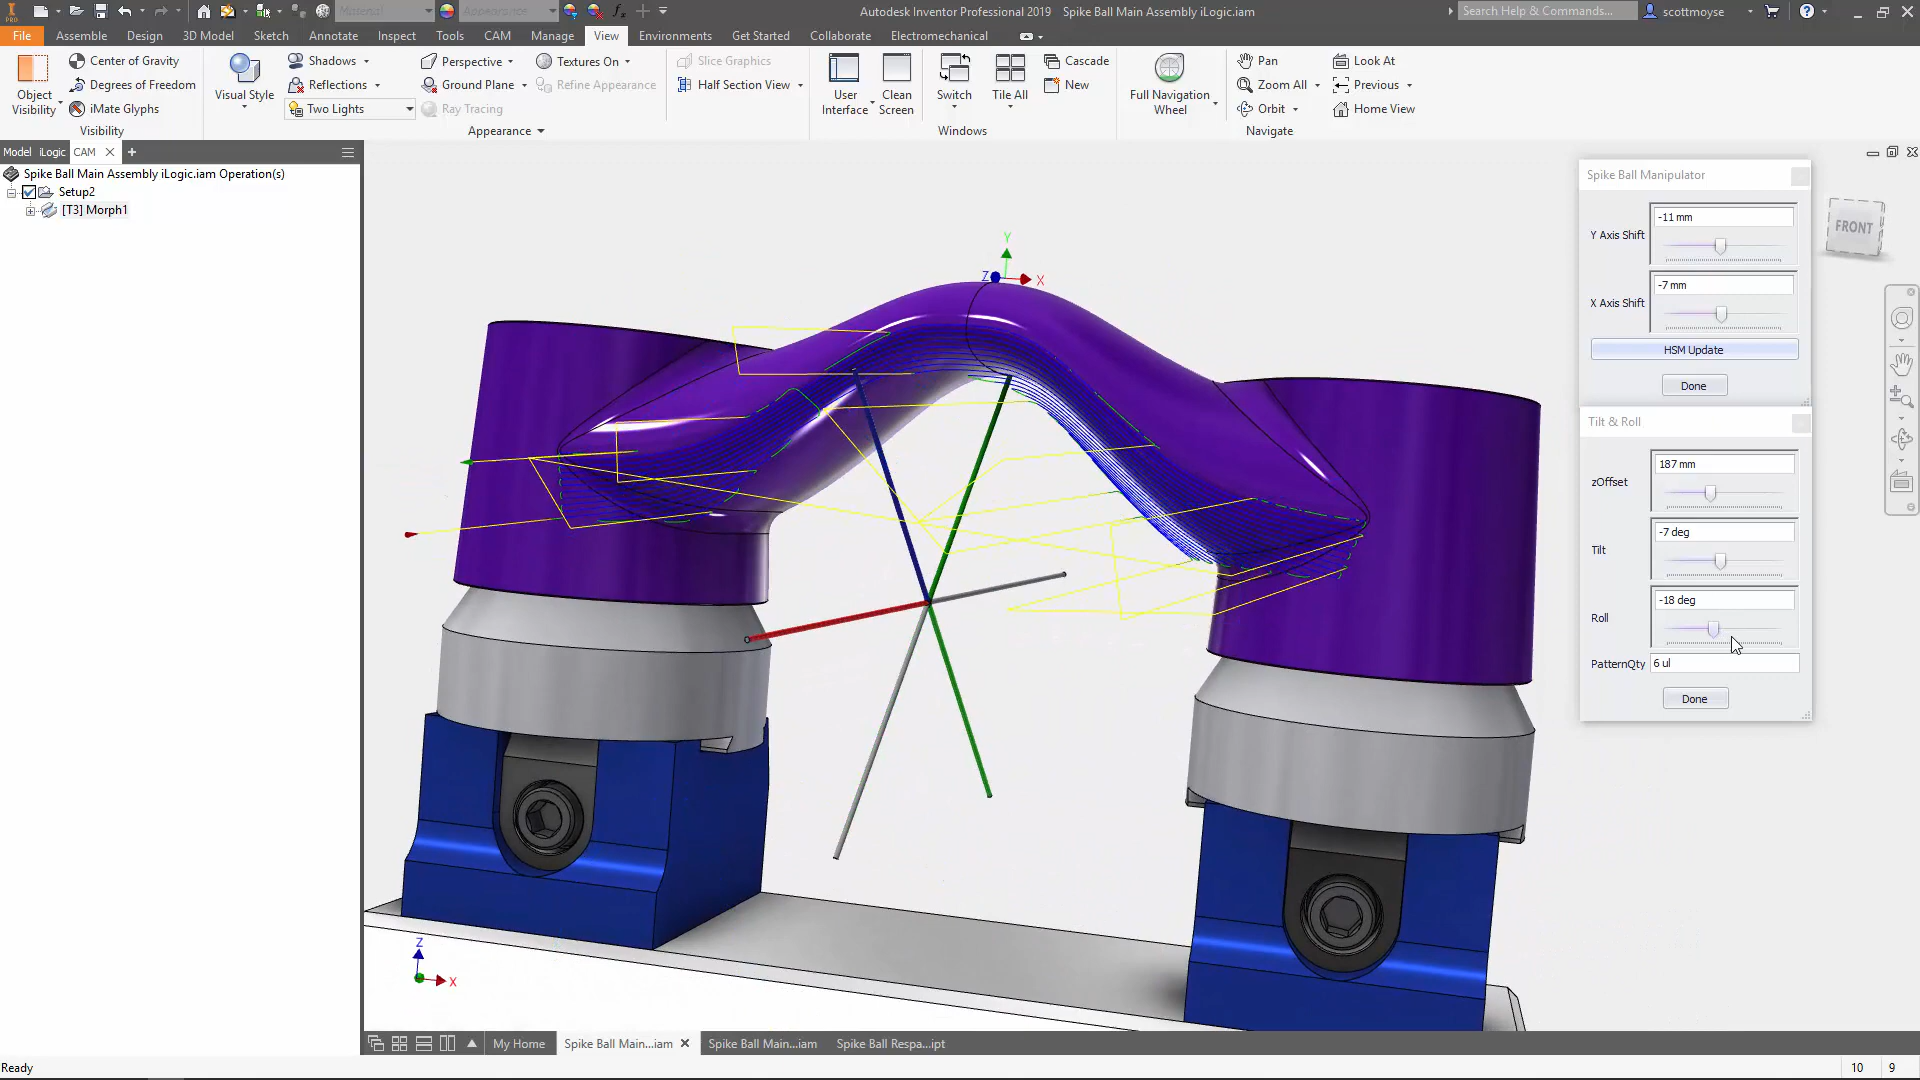 Material
Appearance
Autodesk Inventor Professional 2019 Spike Ball Main Assembly iLogic.iam
Search Help & Commands...
scottmoyse
PRO
File Assemble Design 3D Model Sketch Annotate Inspect Tools CAM Manage View Environments Get Started Collaborate Electromechanical
Object Visibility
Center of Gravity
Degrees of Freedom
iMate Glyphs
Visibility
Visual Style
Shadows
Reflections
Two Lights
Perspective
Ground Plane
Ray Tracing
Textures On
Refine Appearance
Appearance
Slice Graphics
Half Section View
User Interface
Clean Screen
Switch
Tile All
Cascade
New
Windows
Full Navigation Wheel
Pan
Zoom All
Orbit
Look At
Previous
Home View
Navigate
Model iLogic CAM
Spike Ball Main Assembly iLogic.iam Operation(s)
Setup2
[T3] Morph1
Y
Z X
Spike Ball Manipulator
Y Axis Shift
-11 mm
X Axis Shift
-7 mm
HSM Update
Done
FRONT
Tilt & Roll
zOffset
187 mm
Tilt
-7 deg
Roll
-18 deg
PatternQty 6 ul
Done
Z
X
My Home Spike Ball Main...iam Spike Ball Main...iam Spike Ball Respa...ipt
Ready
10 9